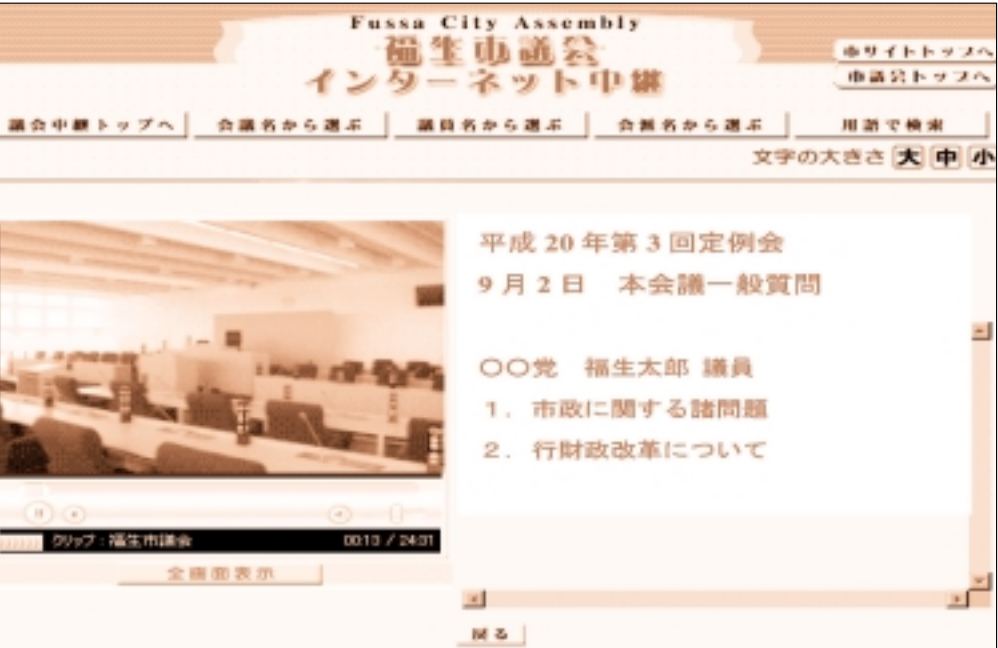 Fussa City Assembly
福生市議会
インターネット中継
市サイトトップへ
市議会トップへ
議会中継トップへ 会議名から選ぶ 議員名から選ぶ 会派名から選ぶ 用語で検索
文字の大きさ 大 中 小
平成 20 年第 3 回定例会
9 月 2 日 本会議一般質問
〇〇党 福生太郎 議員
1． 市政に関する諸問題
2． 行財政改革について
クリップ : 福生市議会 00:13 / 24:01
全画面表示
戻る